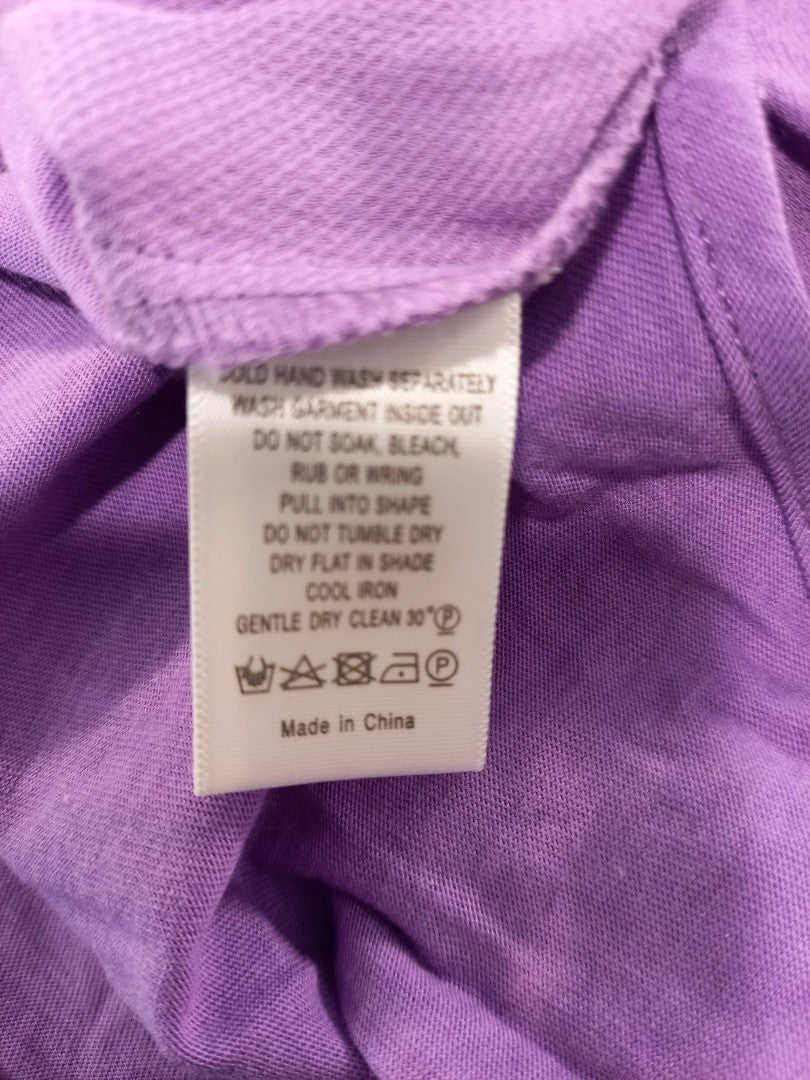 COLD HAND WASH SEPARATELY
WASH GARMENT INSIDE OUT
DO NOT SOAK, BLEACH,
RUB OR WRING
PULL INTO SHAPE
DO NOT TUMBLE DRY
DRY FLAT IN SHADE
COOL IRON
GENTLE DRY CLEAN 30° P
P
Made in China